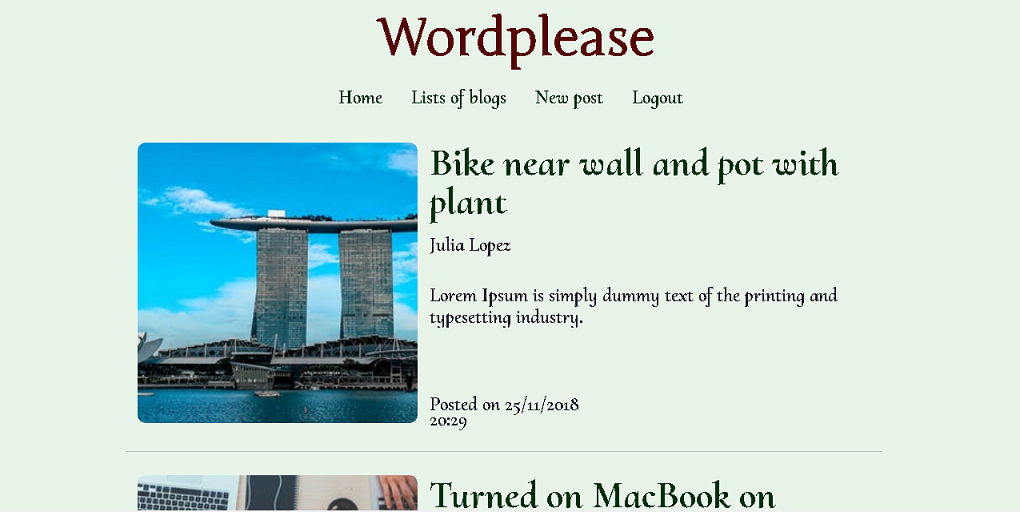 Wordplease
Home Lists of blogs New post Logout
Bike near wall and pot with
plant
Julia Lopez
Lorem Ipsum is simply dummy text of the printing and
typesetting industry.
Posted on 25/11/2018
20:29
Turned on MacBook on